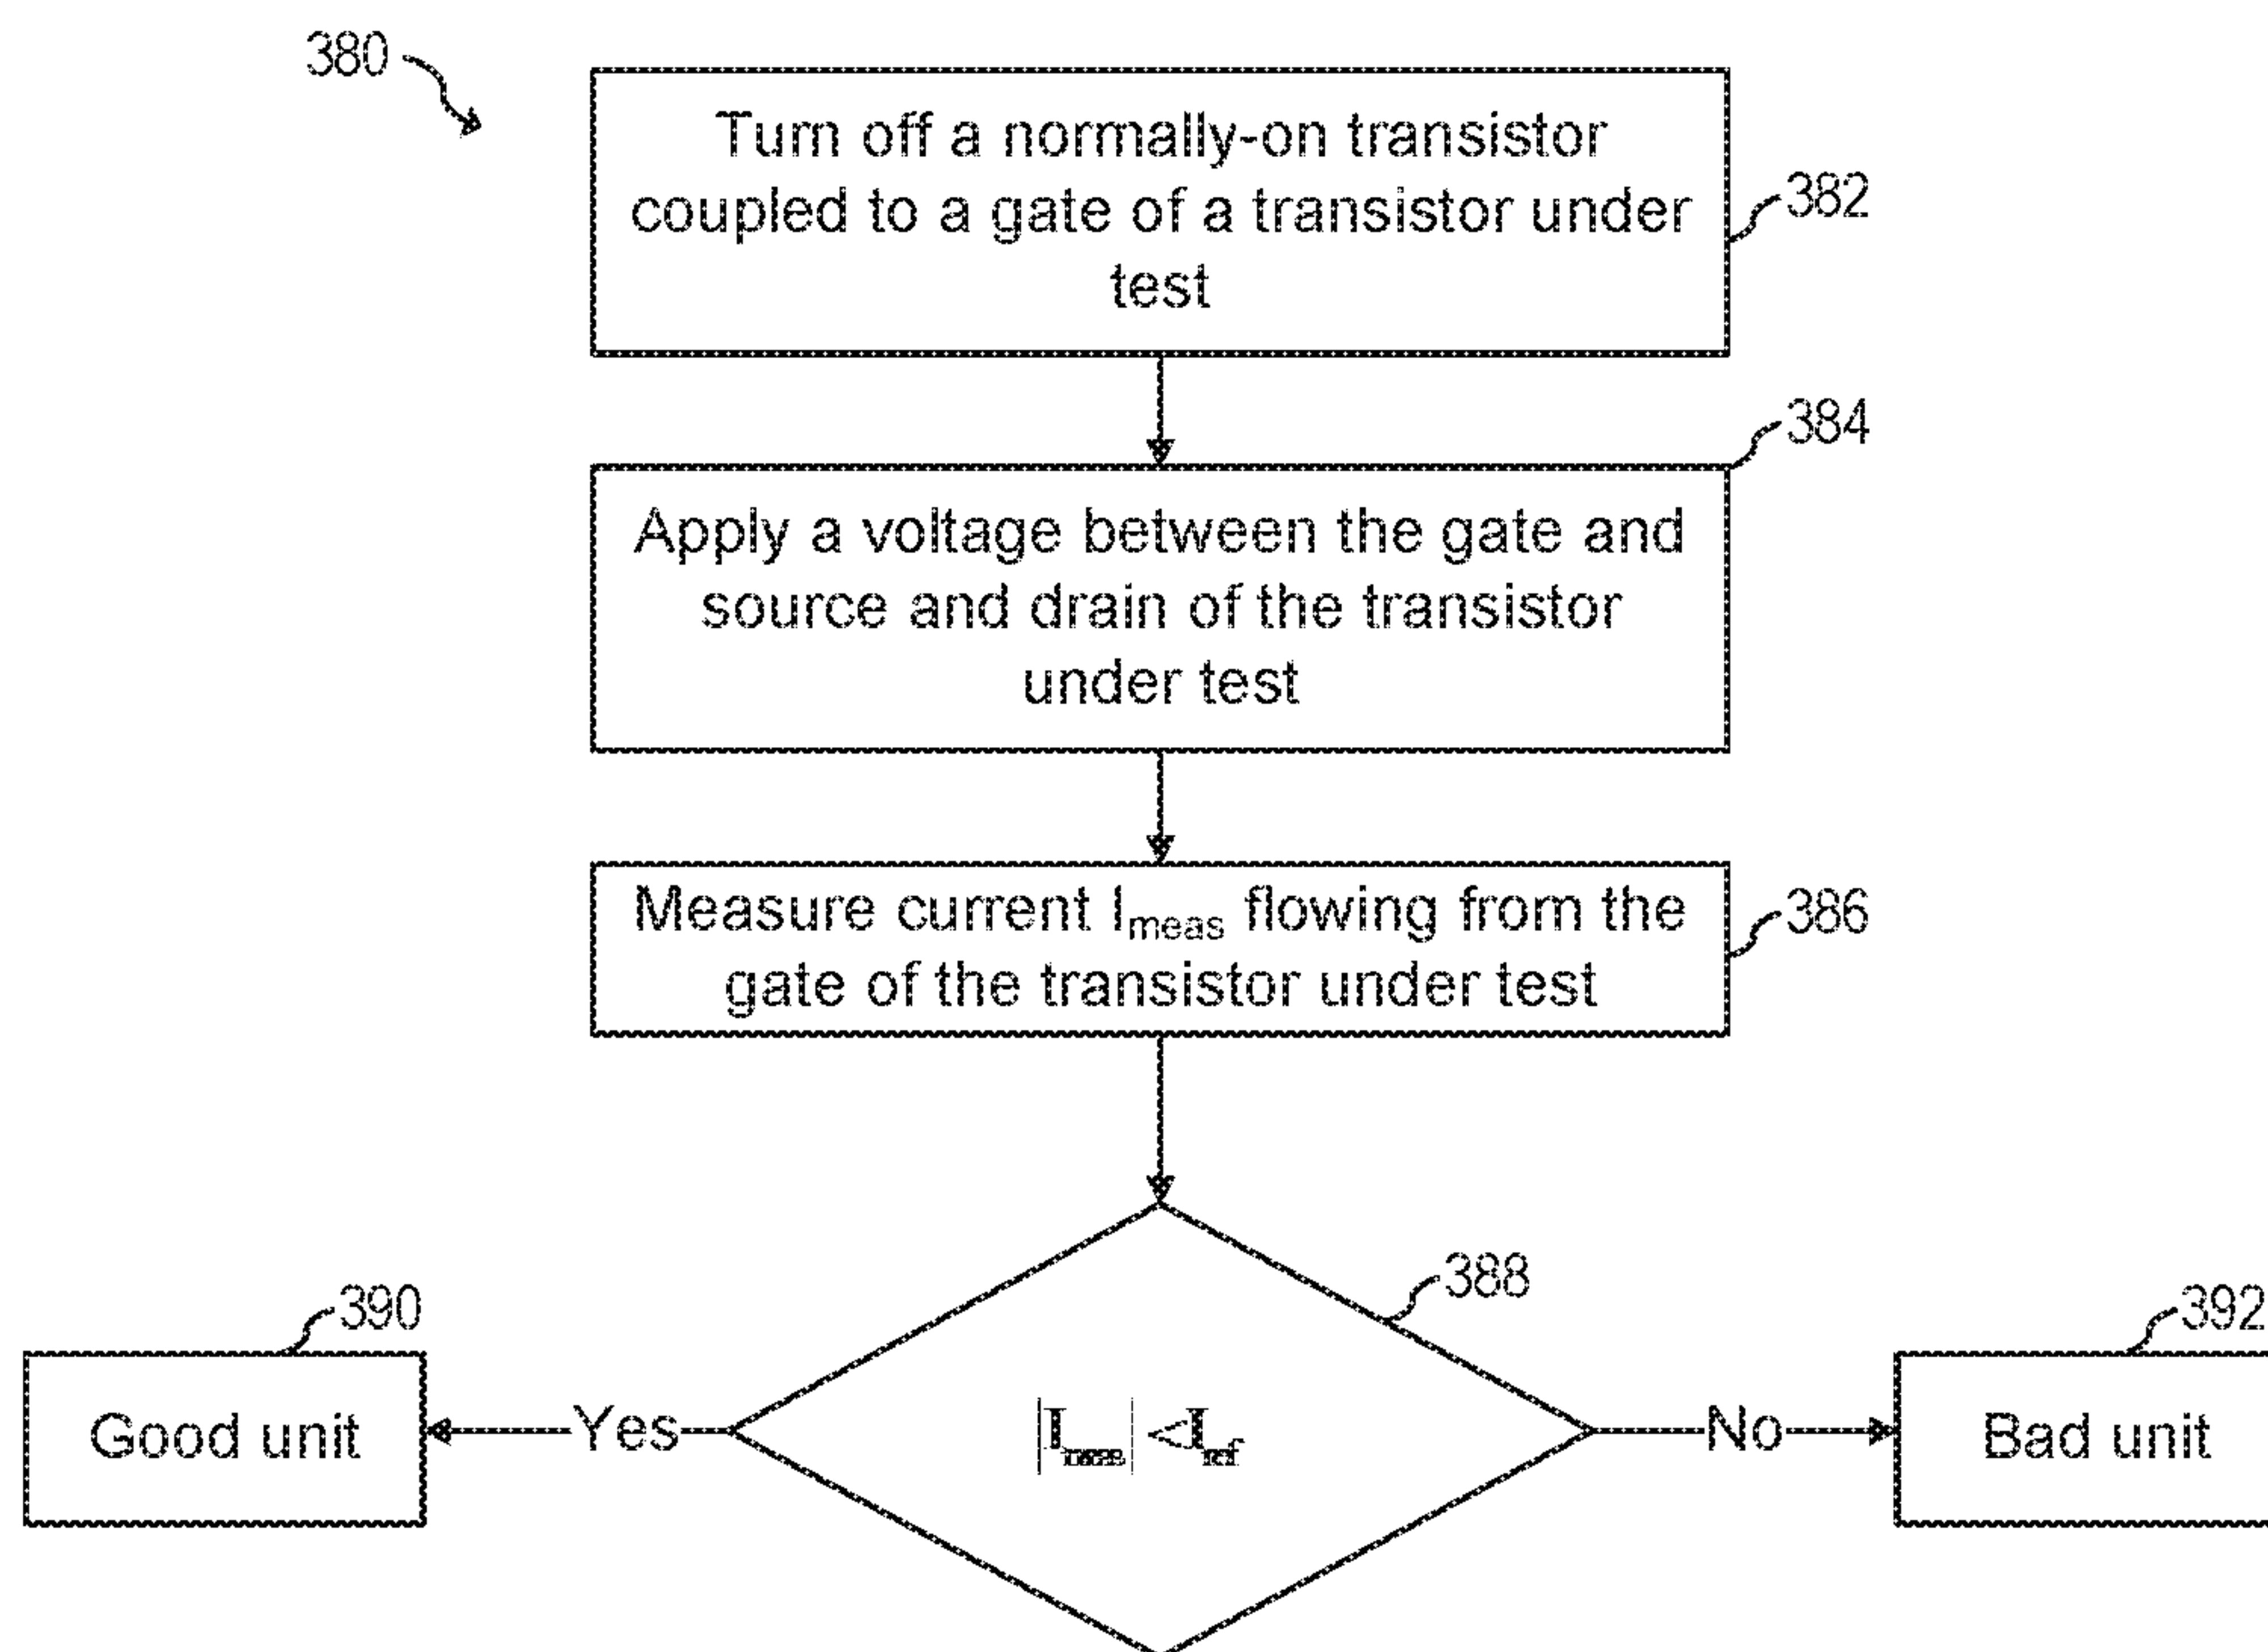 380
Turn off a normally-on transistor
coupled to a gate of a transistor under
test
382
384
Apply a voltage between the gate and
source and drain of the transistor
under test
Measure current Imeas flowing from the
gate of the transistor under test
386
388
390
392
Good unit
Yes
|Imeas| <Iref
No
Bad unit